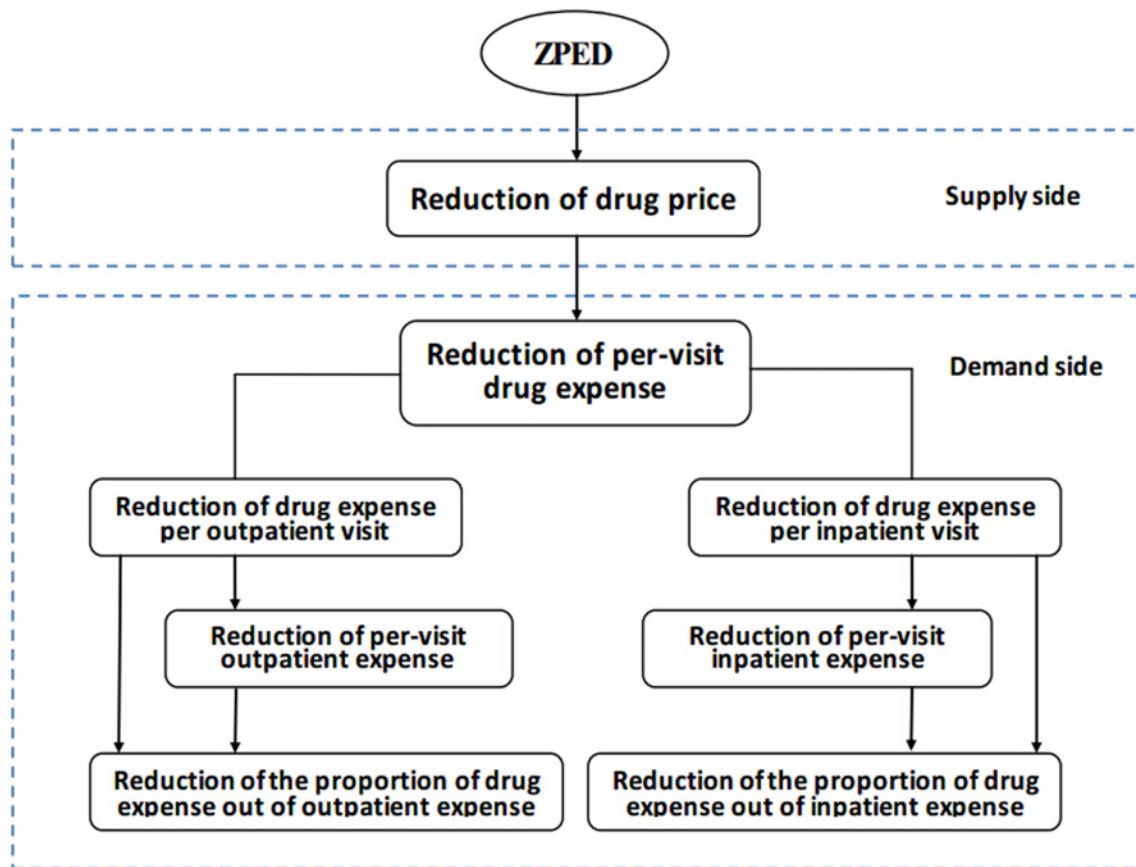 ZPED
Reduction of drug price
Supply side
Reduction of per-visit
drug expense
Demand side
Reduction of drug expense
per outpatient visit
Reduction of drug expense
per inpatient visit
Reduction of per-visit
outpatient expense
Reduction of per-visit
inpatient expense
Reduction of the proportion of drug
expense out of outpatient expense
Reduction of the proportion of drug
expense out of inpatient expense